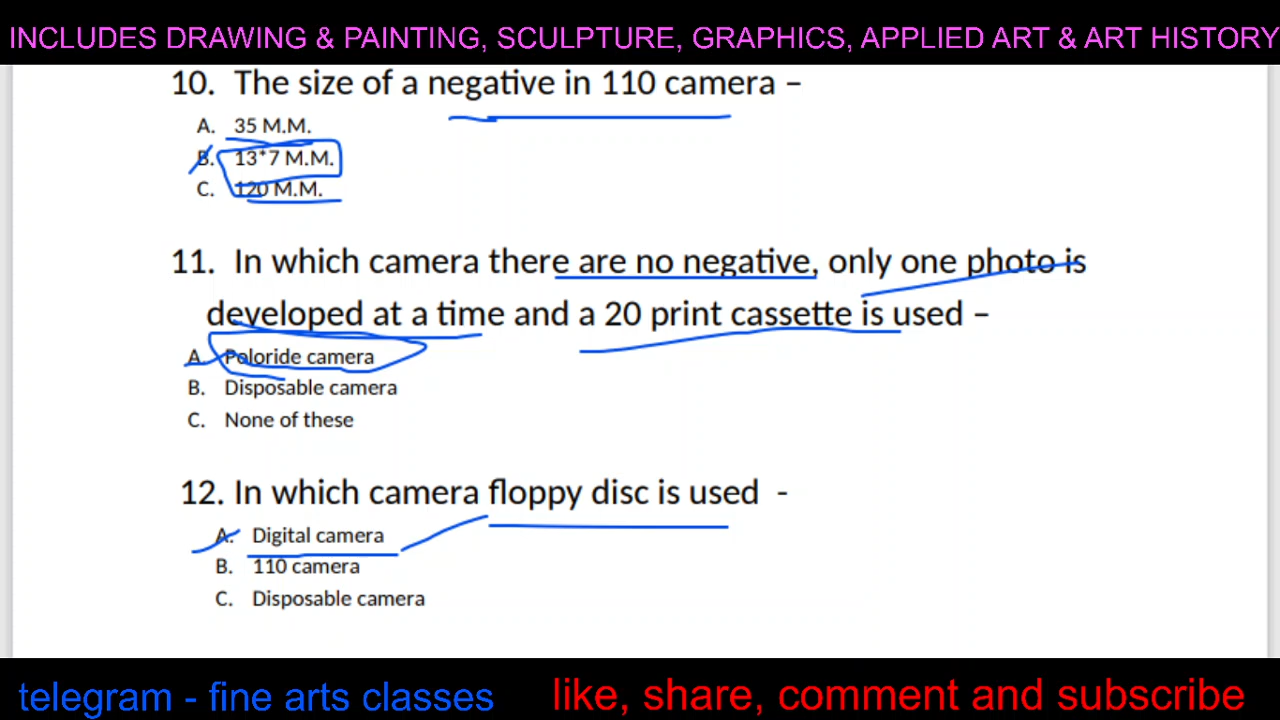 INCLUDES DRAWING & PAINTING, SCULPTURE, GRAPHICS, APPLIED ART & ART HISTORY
10. The size of a negative in 110 camera –
A. 35 M.M.
B. 13*7 M.M.
C. 120 M.M.
11. In which camera there are no negative, only one photo is
developed at a time and a 20 print cassette is used –
A. Poloride camera
B. Disposable camera
C. None of these
12. In which camera floppy disc is used -
A. Digital camera
B. 110 camera
C. Disposable camera
telegram - fine arts classes
like, share, comment and subscribe